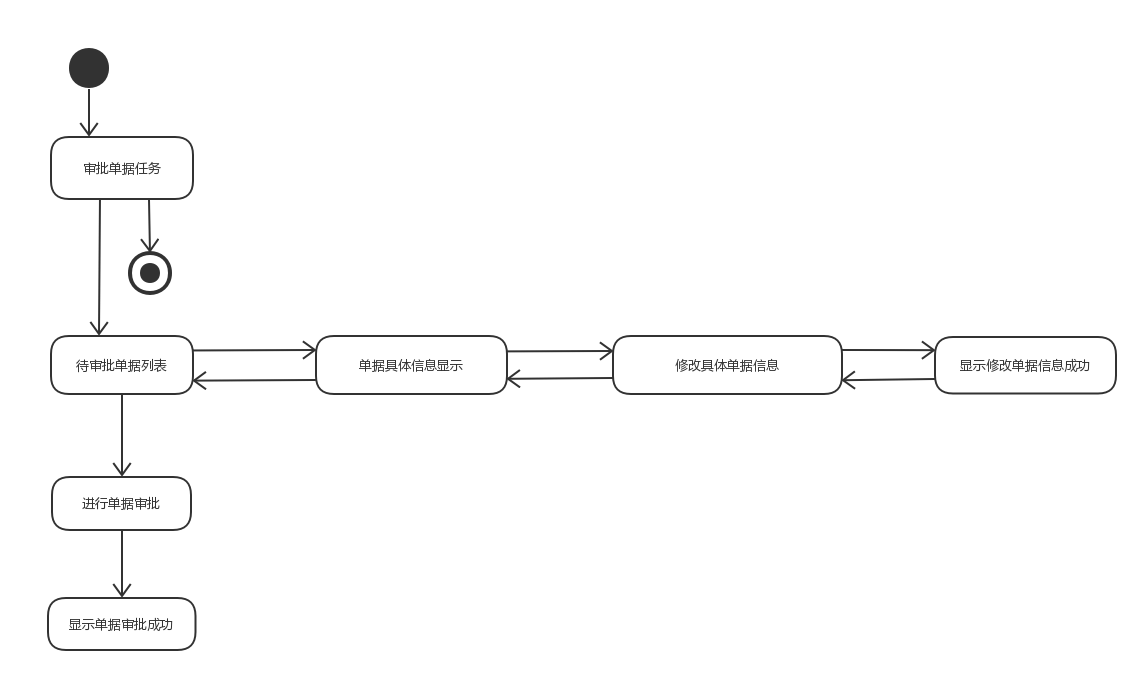 审批单据任务
待审批单据列表
单据具体信息显示
修改具体单据信息
显示修改单据信息成功
进行单据审批
显示单据审批成功